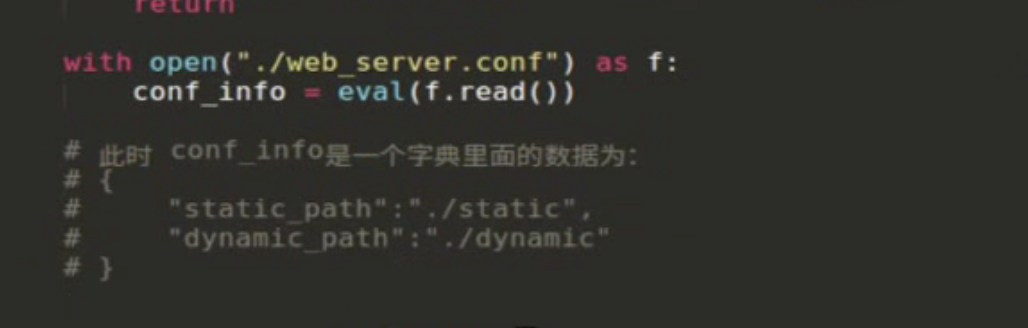 return
with open("./web_server.conf") as f:
    conf_info = eval(f.read())
# 此时 conf_info是一个字典里面的数据为:
# {
#     "static_path":"./static",
#     "dynamic_path":"./dynamic"
# }